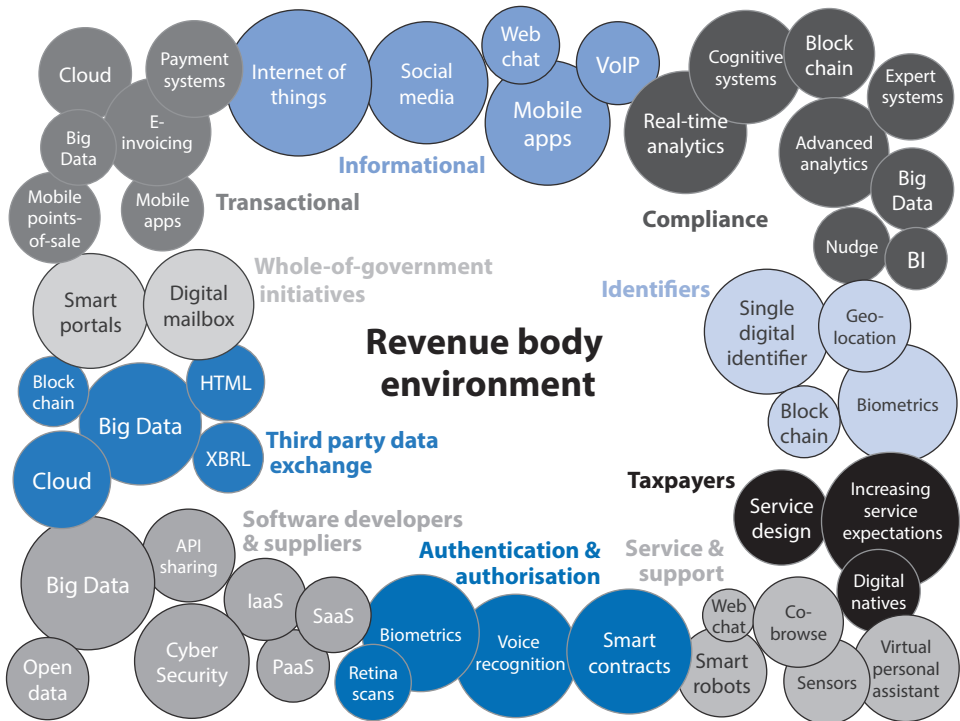 Cloud
Payment
systems
E-
invoicing
Big
Data
Mobile
points-
of-sale
Mobile
apps
Transactional
Internet of
things
Social
media
Web
chat
Mobile
apps
VoIP
Informational
Real-time
analytics
Cognitive
systems
Block
chain
Expert
systems
Advanced
analytics
Big
Data
Nudge
BI
Compliance
Smart
portals
Digital
mailbox
Whole-of-government
initiatives
Identifiers
Single
digital
identifier
Geo-
location
Block
chain
Biometrics
Revenue body
environment
Block
chain
Big Data
HTML
XBRL
Cloud
Third party data
exchange
Taxpayers
Service
design
Increasing
service
expectations
Digital
natives
Software developers
& suppliers
Big Data
API
sharing
Open
data
Cyber
Security
IaaS
PaaS
SaaS
Authentication &
authorisation
Biometrics
Retina
scans
Voice
recognition
Smart
contracts
Service &
support
Web
chat
Smart
robots
Co-
browse
Sensors
Virtual
personal
assistant